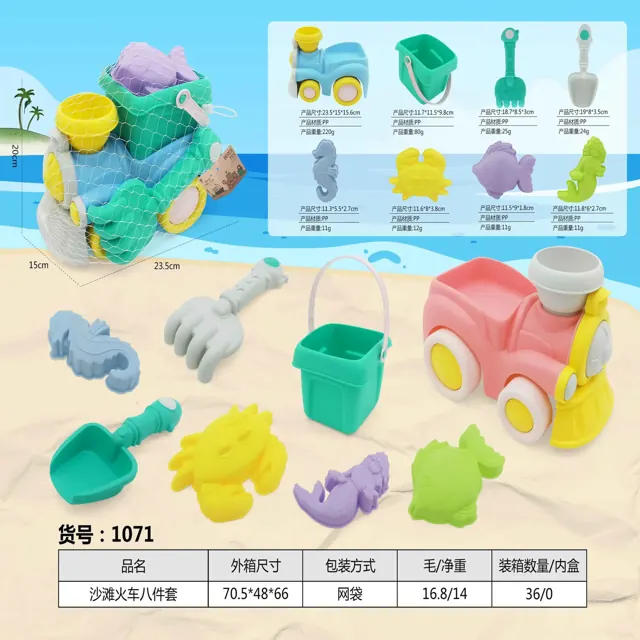 产品尺寸:23.5*15*15.6cm
产品材质:PP
产品重量:220g
产品尺寸:11.7*11.5*9.8cm
产品材质:PP
产品重量:80g
产品尺寸:18.7*8.5*3cm
产品材质:PP
产品重量:25g
产品尺寸:19*8*3.5cm
产品材质:PP
产品重量:24g
产品尺寸:11.3*5.5*2.7cm
产品材质:PP
产品重量:11g
产品尺寸:11.6*8*3.8cm
产品材质:PP
产品重量:12g
产品尺寸:11.5*9*1.8cm
产品材质:PP
产品重量:11g
产品尺寸:11.8*6*2.7cm
产品材质:PP
产品重量:11g
20cm
15cm
23.5cm
货号：1071
品名 外箱尺寸 包装方式 毛/净重 装箱数量/内盒
沙滩火车八件套 70.5*48*66 网袋 16.8/14 36/0